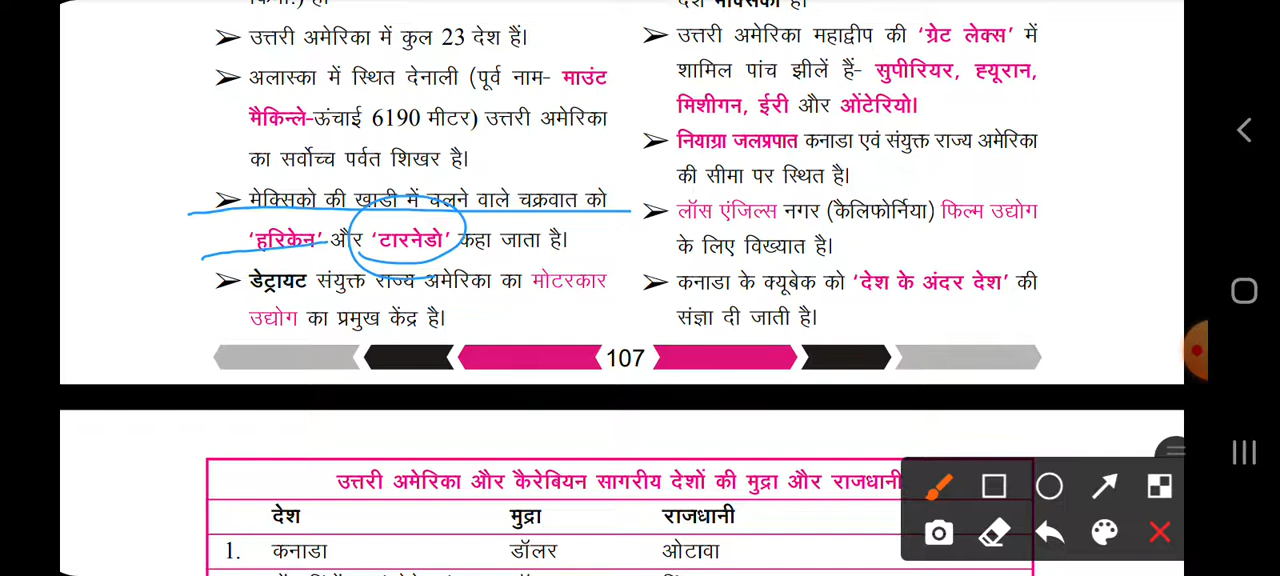 उत्तरी अमेरिका में कुल 23 देश हैं।
अलास्का में स्थित देनाली (पूर्व नाम- माउंट
मैकिन्ले-ऊंचाई 6190 मीटर) उत्तरी अमेरिका
का सर्वोच्च पर्वत शिखर है।
मेक्सिको की खाडी में चलने वाले चक्रवात को
‘हरिकेन’ और ‘टारनेडो’ कहा जाता है।
डेट्रायट संयुक्त राज्य अमेरिका का मोटरकार
उद्योग का प्रमुख केंद्र है।
देश मैक्सिको है।
उत्तरी अमेरिका महाद्वीप की ‘ग्रेट लेक्स’ में
शामिल पांच झीलें हैं- सुपीरियर, ह्यूरान,
मिशीगन, ईरी और ओंटेरियो।
नियाग्रा जलप्रपात कनाडा एवं संयुक्त राज्य अमेरिका
की सीमा पर स्थित है।
लॉस एंजिल्स नगर (कैलिफोर्निया) फिल्म उद्योग
के लिए विख्यात है।
कनाडा के क्यूबेक को ‘देश के अंदर देश’ की
संज्ञा दी जाती है।
107
उत्तरी अमेरिका और कैरेबियन सागरीय देशों की मुद्रा और राजधानी
देश मुद्रा राजधानी
1. कनाडा डॉलर ओटावा